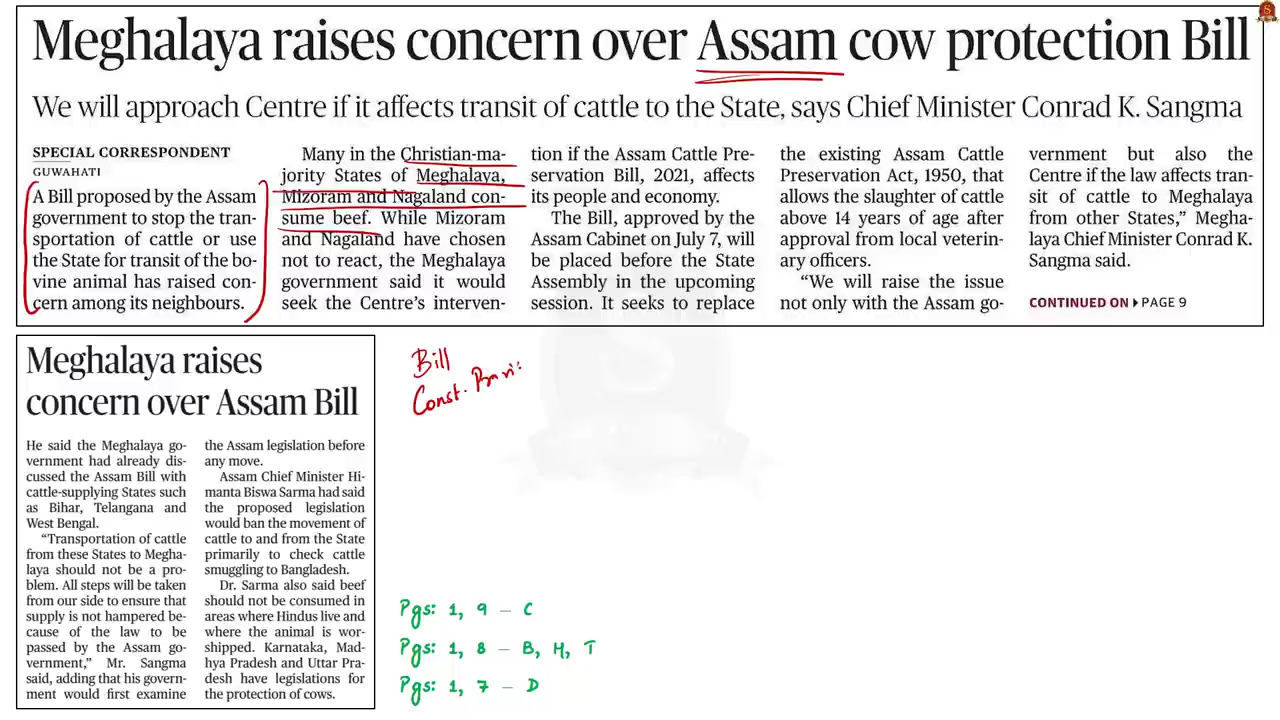 Meghalaya raises concern over Assam cow protection Bill
We will approach Centre if it affects transit of cattle to the State, says Chief Minister Conrad K. Sangma
SPECIAL CORRESPONDENT
GUWAHATI
A Bill proposed by the Assam
government to stop the tran-
sportation of cattle or use
the State for transit of the bo-
vine animal has raised con-
cern among its neighbours.
Many in the Christian-ma-
jority States of Meghalaya,
Mizoram and Nagaland con-
sume beef. While Mizoram
and Nagaland have chosen
not to react, the Meghalaya
government said it would
seek the Centre's interven-
tion if the Assam Cattle Pre-
servation Bill, 2021, affects
its people and economy.
The Bill, approved by the
Assam Cabinet on July 7, will
be placed before the State
Assembly in the upcoming
session. It seeks to replace
the existing Assam Cattle
Preservation Act, 1950, that
allows the slaughter of cattle
above 14 years of age after
approval from local veterin-
ary officers.
"We will raise the issue
not only with the Assam go-
vernment but also the
Centre if the law affects tran-
sit of cattle to Meghalaya
from other States," Megha-
laya Chief Minister Conrad K.
Sangma said.
CONTINUED ON PAGE 9
Meghalaya raises
concern over Assam Bill
He said the Meghalaya go-
vernment had already dis-
cussed the Assam Bill with
cattle-supplying States such
as Bihar, Telangana and
West Bengal.
"Transportation of cattle
from these States to Megha-
laya should not be a pro-
blem. All steps will be taken
from our side to ensure that
supply is not hampered be-
cause of the law to be
passed by the Assam go-
vernment," Mr. Sangma
said, adding that his govern-
ment would first examine
the Assam legislation before
any move.
Assam Chief Minister Hi-
manta Biswa Sarma had said
the proposed legislation
would ban the movement of
cattle to and from the State
primarily to check cattle
smuggling to Bangladesh.
Dr. Sarma also said beef
should not be consumed in
areas where Hindus live and
where the animal is wor-
shipped. Karnataka, Mad-
hya Pradesh and Uttar Pra-
desh have legislations for
the protection of cows.
Bill
Const. Provi:
Pgs: 1, 9 – C
Pgs: 1, 8 – B, H, T
Pgs: 1, 7 – D